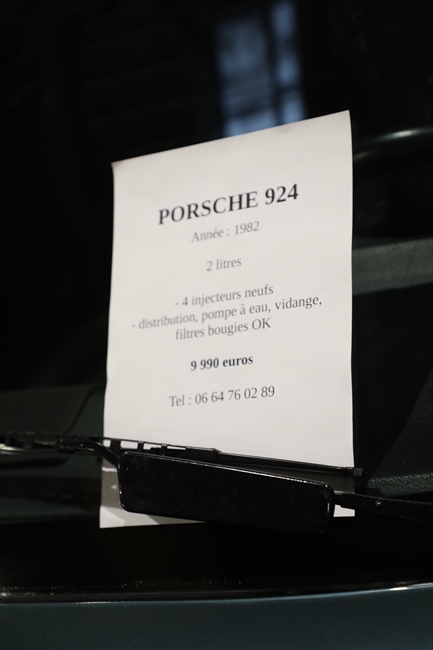 PORSCHE 924
Année : 1982
2 litres
- 4 injecteurs neufs
- distribution, pompe à eau, vidange,
filtres bougies OK
9 990 euros
Tel : 06 64 76 02 89